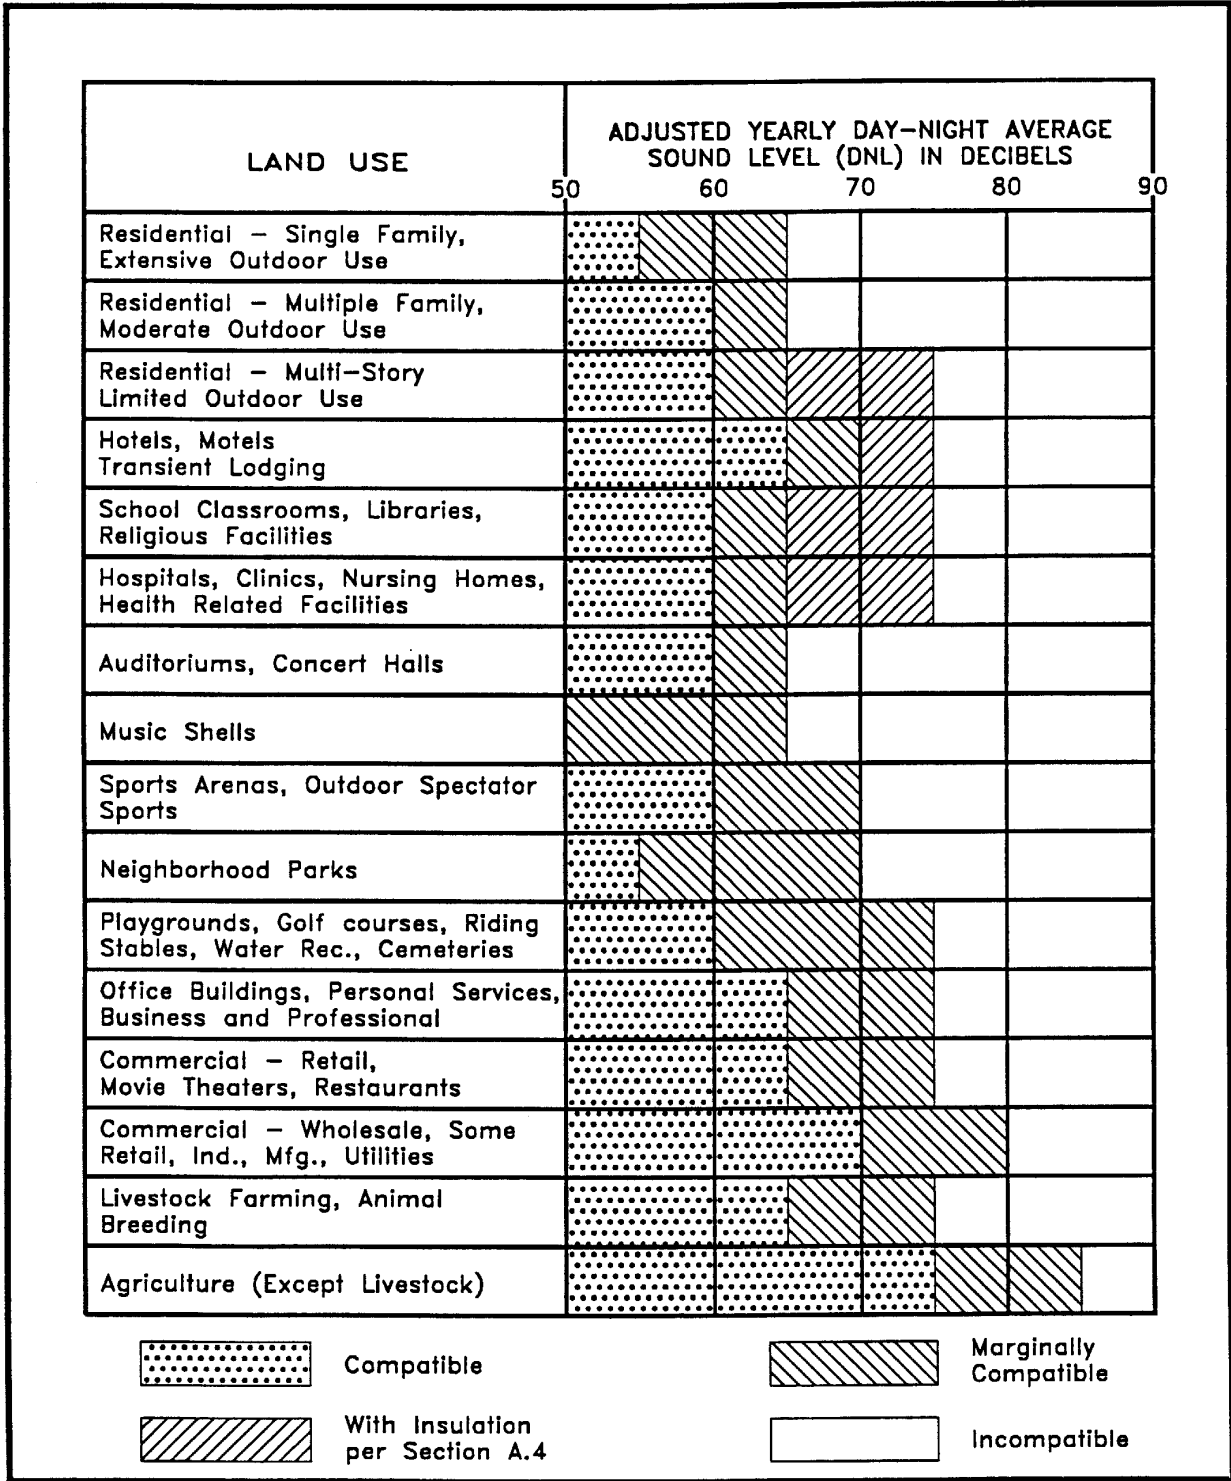 LAND USE
ADJUSTED YEARLY DAY-NIGHT AVERAGE
SOUND LEVEL (DNL) IN DECIBELS
50 60 70 80 90
Residential - Single Family,
Extensive Outdoor Use
Residential - Multiple Family,
Moderate Outdoor Use
Residential - Multi-Story
Limited Outdoor Use
Hotels, Motels
Transient Lodging
School Classrooms, Libraries,
Religious Facilities
Hospitals, Clinics, Nursing Homes,
Health Related Facilities
Auditoriums, Concert Halls
Music Shells
Sports Arenas, Outdoor Spectator
Sports
Neighborhood Parks
Playgrounds, Golf courses, Riding
Stables, Water Rec., Cemeteries
Office Buildings, Personal Services,
Business and Professional
Commercial - Retail,
Movie Theaters, Restaurants
Commercial - Wholesale, Some
Retail, Ind., Mfg., Utilities
Livestock Farming, Animal
Breeding
Agriculture (Except Livestock)
Compatible
Marginally
Compatible
With Insulation
per Section A.4
Incompatible